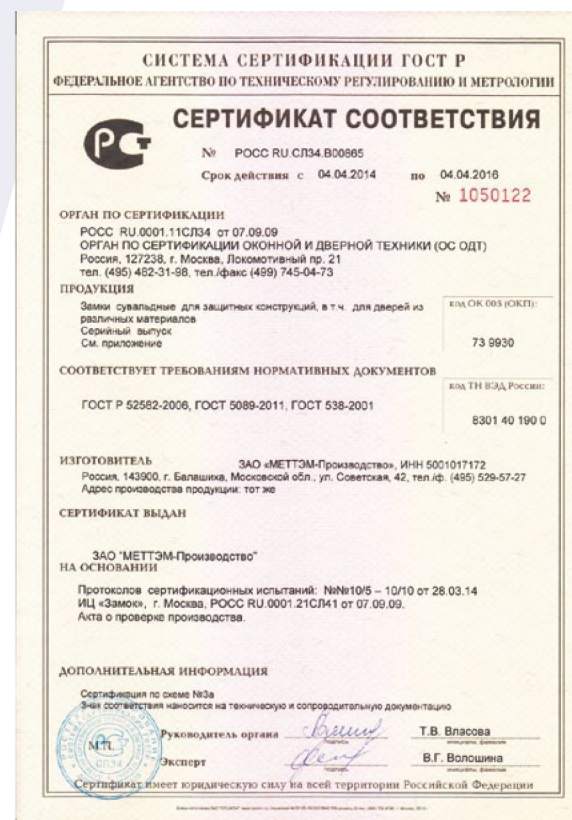 СИСТЕМА СЕРТИФИКАЦИИ ГОСТ Р
ФЕДЕРАЛЬНОЕ АГЕНТСТВО ПО ТЕХНИЧЕСКОМУ РЕГУЛИРОВАНИЮ И МЕТРОЛОГИИ
СЕРТИФИКАТ СООТВЕТСТВИЯ
№ РОСС RU.СЛ34.В00865
Срок действия с 04.04.2014 по 04.04.2016
№ 1050122
ОРГАН ПО СЕРТИФИКАЦИИ
РОСС RU.0001.11СЛ34 от 07.09.09
ОРГАН ПО СЕРТИФИКАЦИИ ОКОННОЙ И ДВЕРНОЙ ТЕХНИКИ (ОС ОДТ)
Россия, 127238, г. Москва, Локомотивный пр. 21
тел. (495) 482-31-98, тел./факс (499) 745-04-73
ПРОДУКЦИЯ
Замки сувальдные для защитных конструкций, в т.ч. для дверей из
различных материалов
Серийный выпуск
См. приложение
код ОК 005 (ОКП):
73 9930
СООТВЕТСТВУЕТ ТРЕБОВАНИЯМ НОРМАТИВНЫХ ДОКУМЕНТОВ
ГОСТ Р 52582-2006, ГОСТ 5089-2011, ГОСТ 538-2001
код ТН ВЭД России:
8301 40 190 0
ИЗГОТОВИТЕЛЬ ЗАО «МЕТТЭМ-Производство», ИНН 5001017172
Россия, 143900, г. Балашиха, Московской обл., ул. Советская, 42, тел./ф. (495) 529-57-27
Адрес производства продукции: тот же
СЕРТИФИКАТ ВЫДАН
ЗАО "МЕТТЭМ-Производство"
НА ОСНОВАНИИ
Протоколов сертификационных испытаний: №№10/5 – 10/10 от 28.03.14
ИЦ «Замок», г. Москва, РОСС RU.0001.21СЛ41 от 07.09.09.
Акта о проверке производства.
ДОПОЛНИТЕЛЬНАЯ ИНФОРМАЦИЯ
Сертификация по схеме №3а
Знак соответствия наносится на техническую и сопроводительную документацию
М.П.
СЛ34
Руководитель органа
подпись
Т.В. Власова
инициалы, фамилия
Эксперт
подпись
В.Г. Волошина
инициалы, фамилия
Сертификат имеет юридическую силу на всей территории Российской Федерации